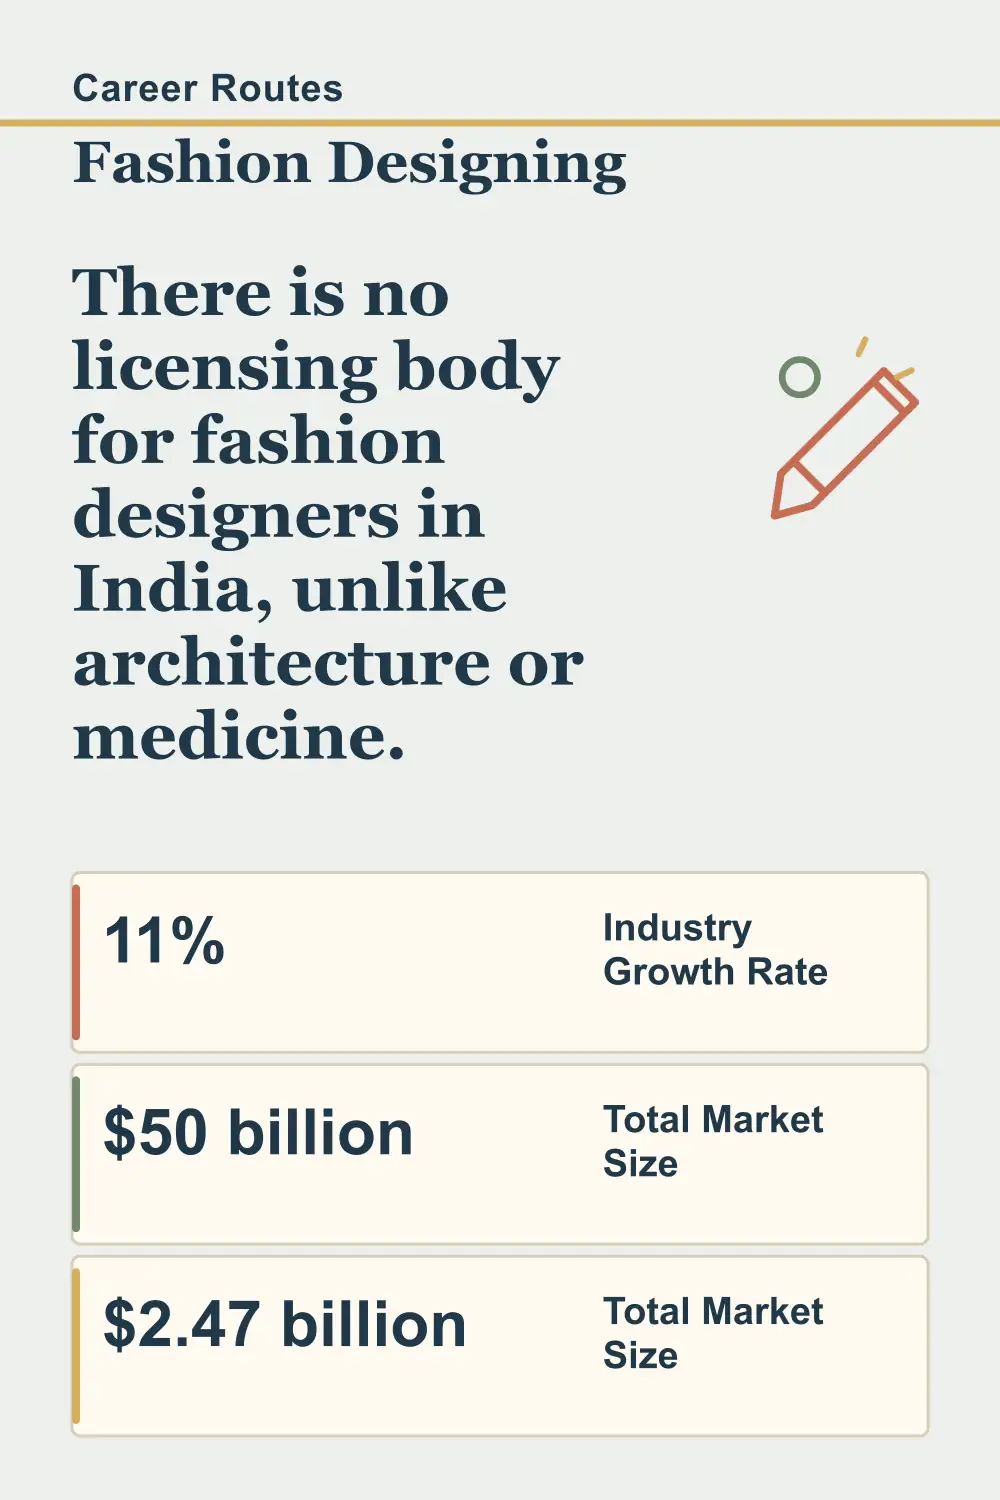 Career Routes
Fashion Designing
There is no
licensing body
for fashion
designers in
India, unlike
architecture or
medicine.
11%
Industry
Growth Rate
$50 billion
Total Market
Size
$2.47 billion
Total Market
Size